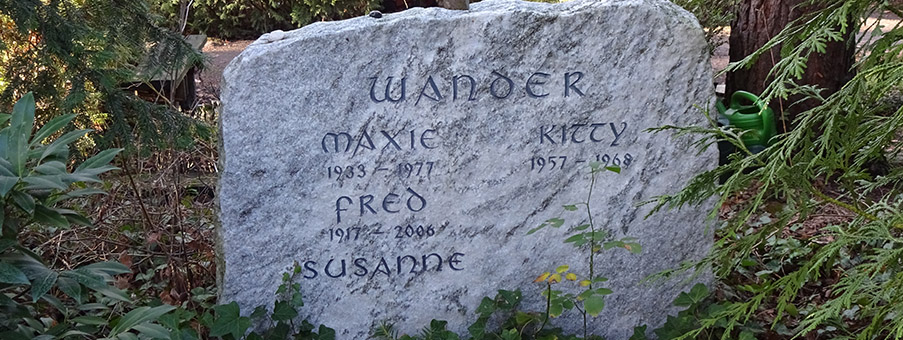 WANDER
MAXIE KITTY
1933 – 1977 1957 – 1968
FRED
1917 – 2006
SUSANNE